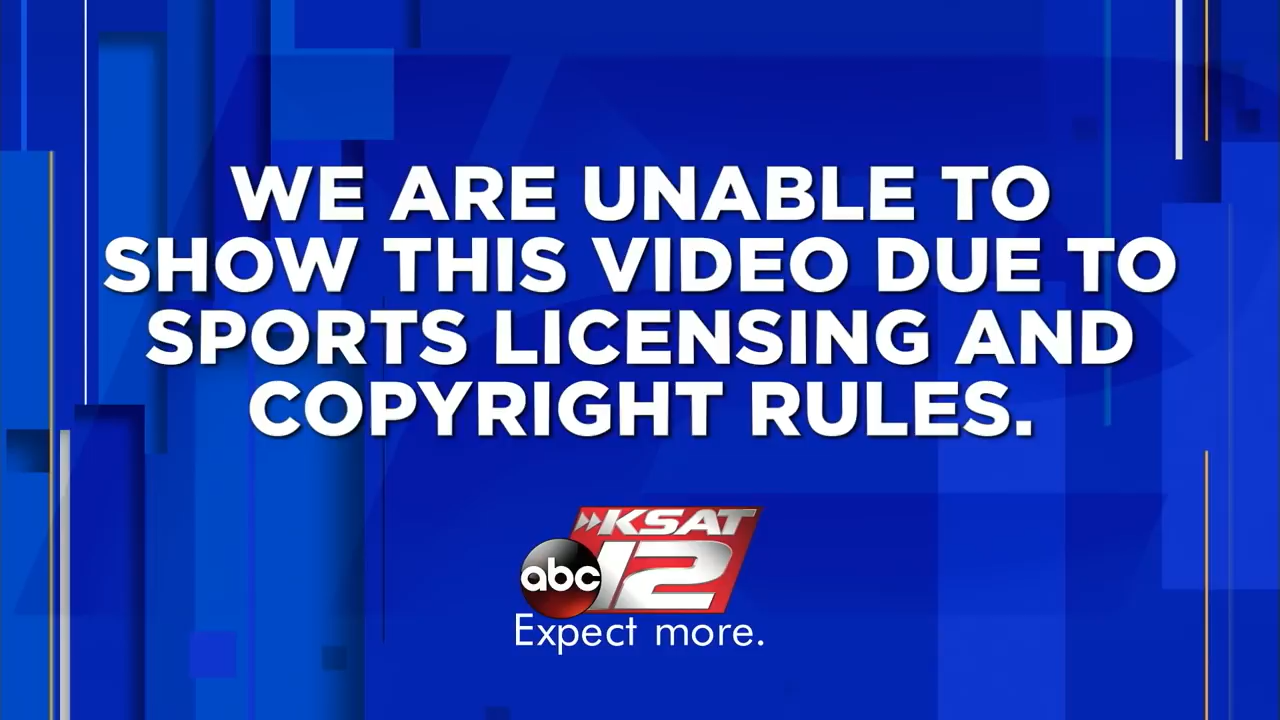 WE ARE UNABLE TO
SHOW THIS VIDEO DUE TO
SPORTS LICENSING AND
COPYRIGHT RULES.
KSAT
abc 12
Expect more.